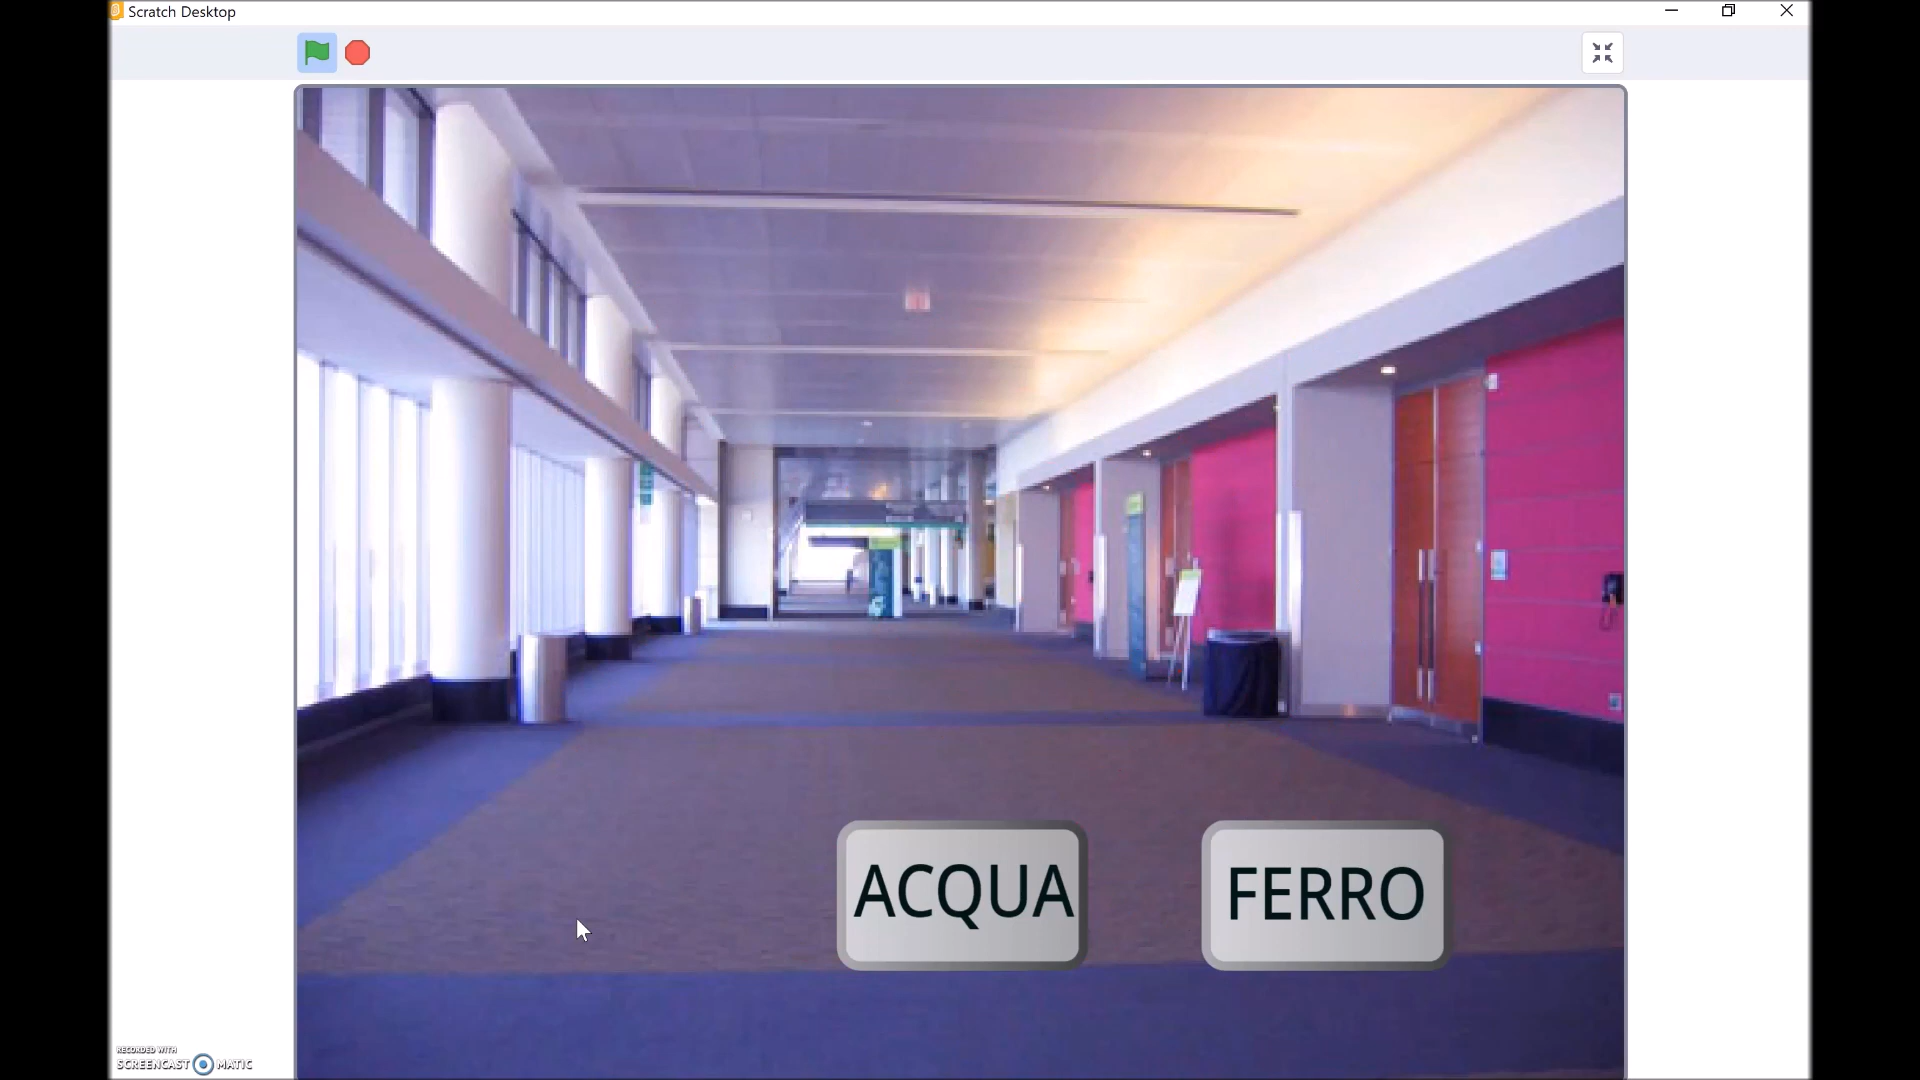 Scratch Desktop
ACQUA
FERRO
RECORDED WITH
SCREENCAST MATIC